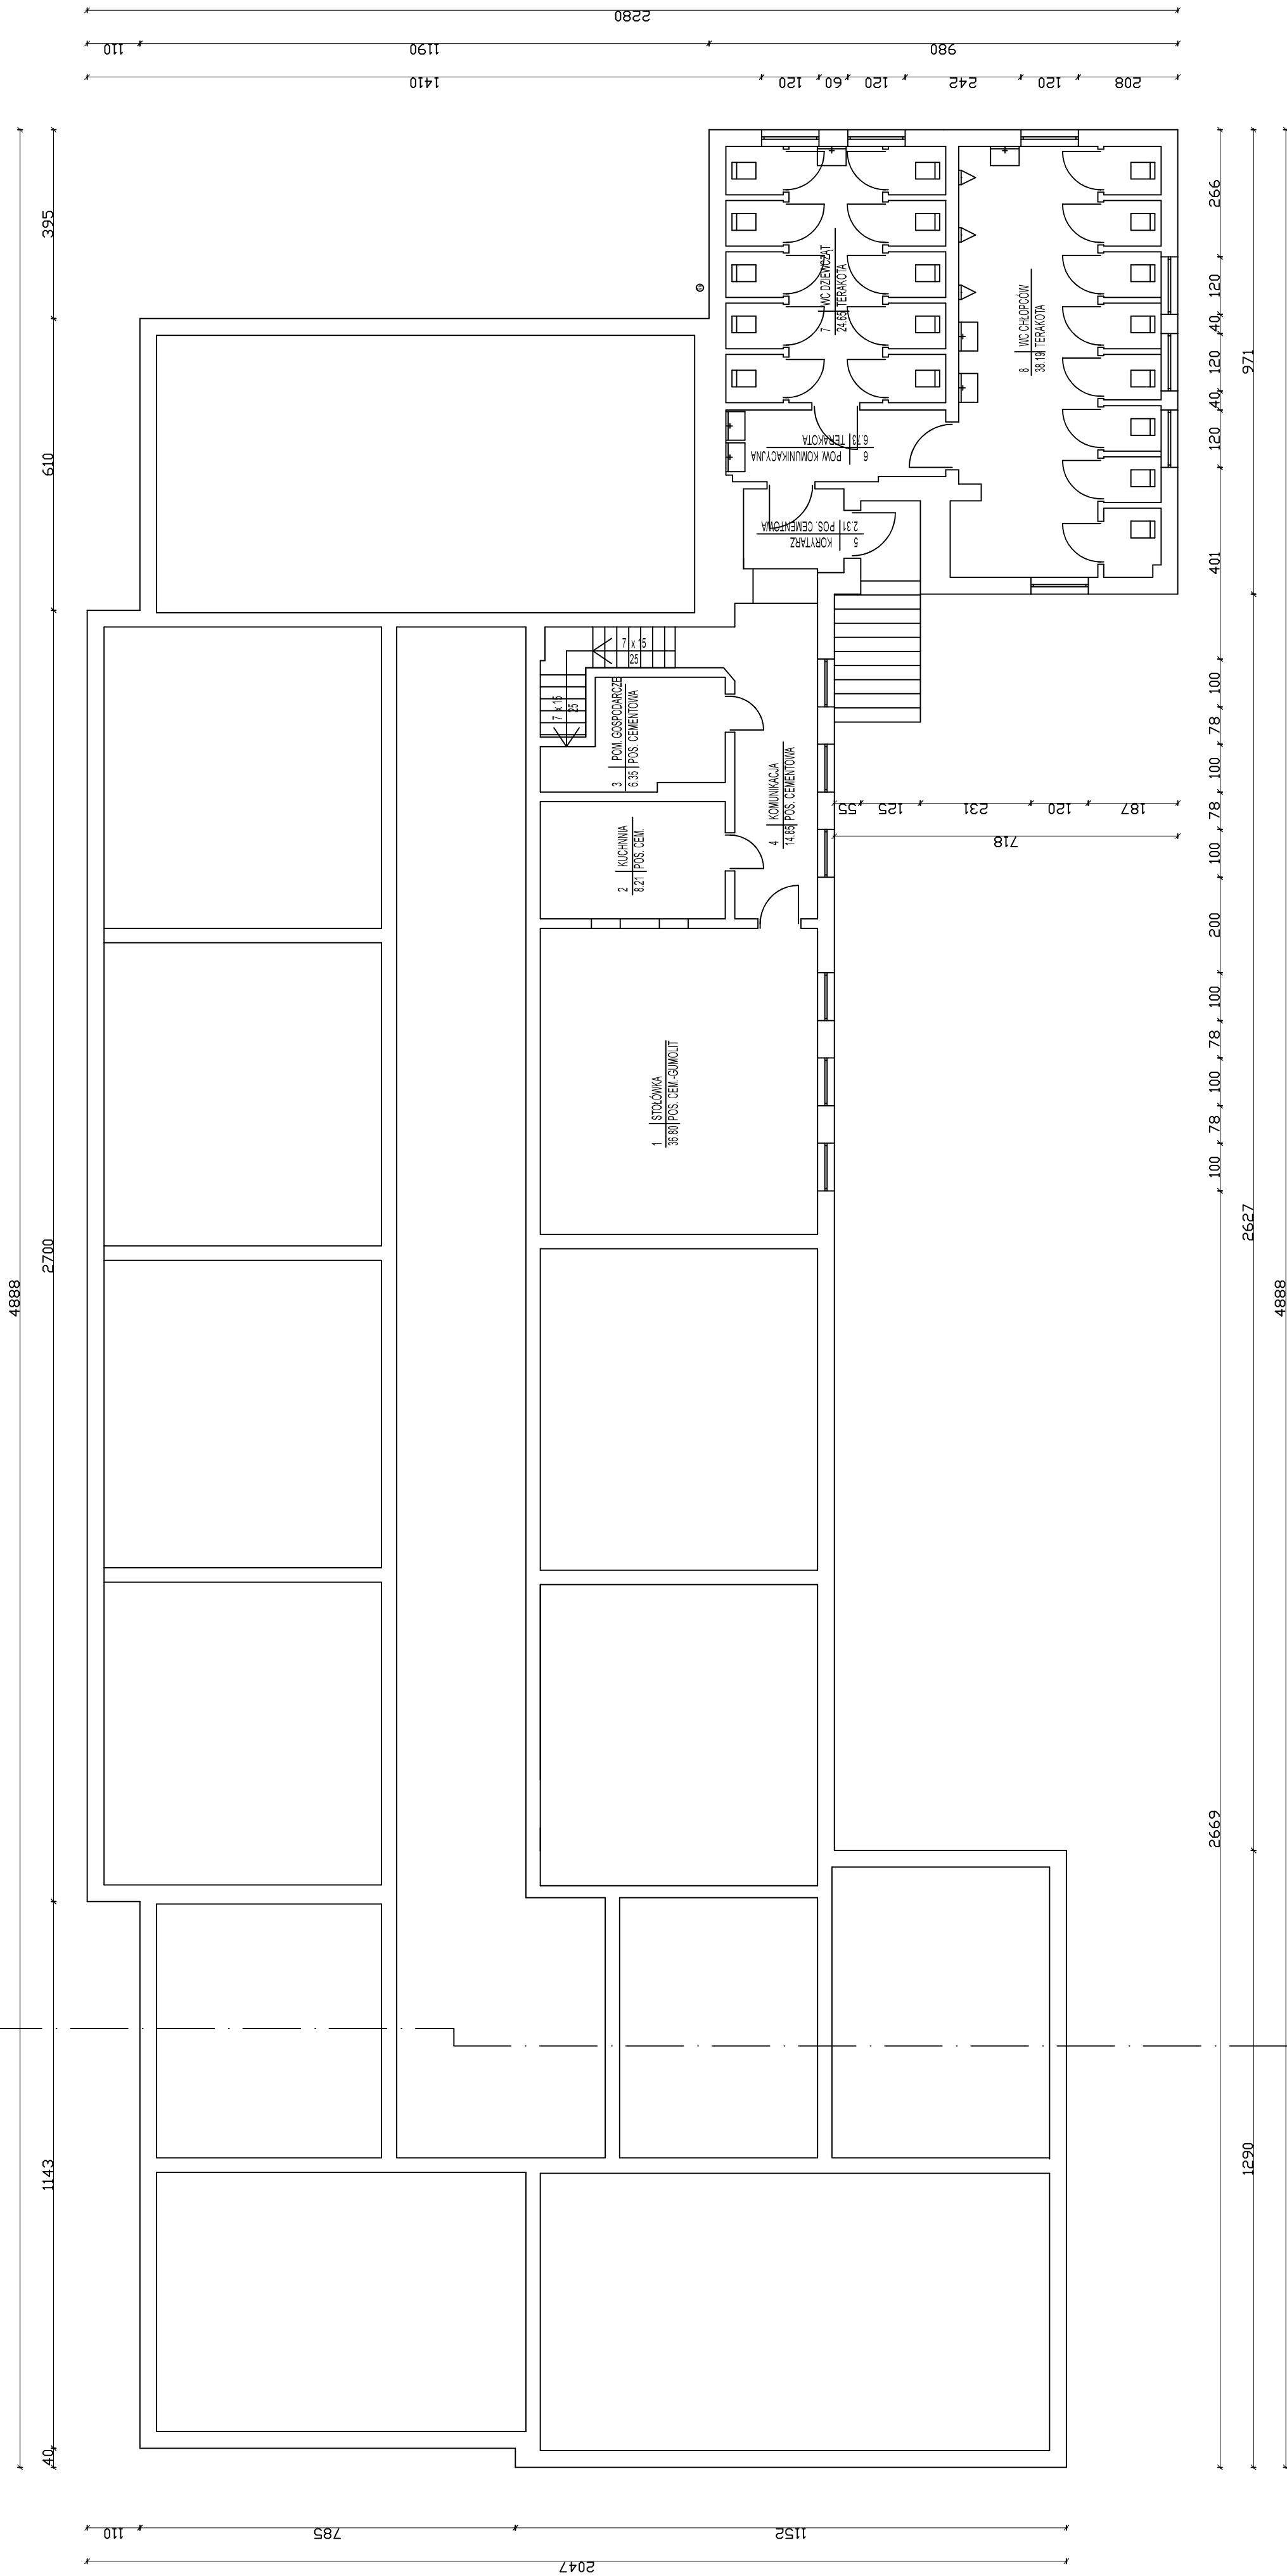 2280
110
1190
980
1410
120
60
120
242
120
208
4888
395
610
2700
1143
40
7 WC DZIEWCZĄT
24.65 TERAKOTA
8 WC CHŁOPCÓW
38.19 TERAKOTA
6 POW. KOMUNIKACYJNA
6.73 TERAKOTA
5 KORYTARZ
2.31 POS. CEMENTOWA
7 x 15
25
7 x 15
25
3 POM. GOSPODARCZE
6.35 POS. CEMENTOWA
2 KUCHNNIA
8.21 POS. CEM.
4 KOMUNIKACJA
14.85 POS. CEMENTOWA
1 STOŁÓWKA
36.80 POS. CEM.-GUMOLIT
55
125
231
120
187
718
266
120
40
120
40
120
401
100
78
100
78
100
200
100
78
100
78
100
2669
971
2627
1290
4888
110
785
1152
2047